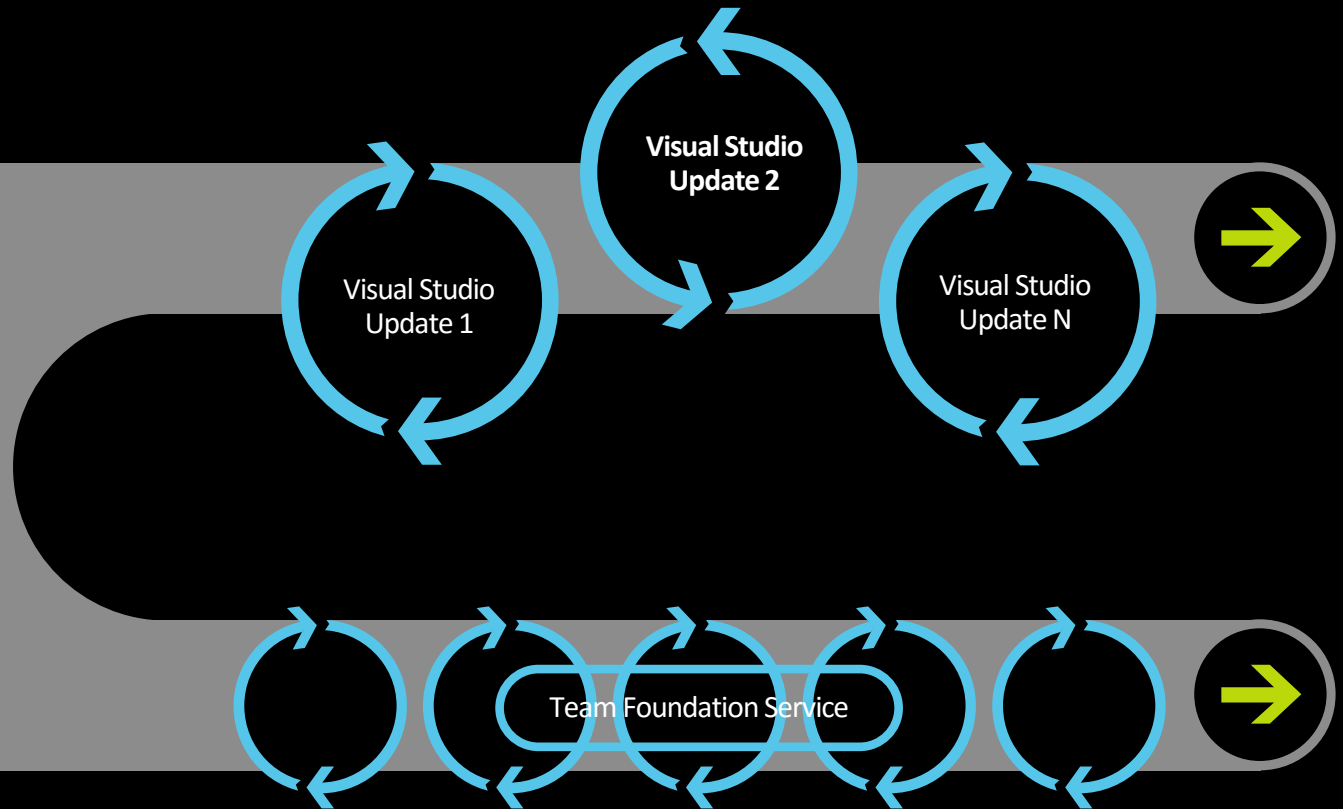 Visual Studio
Update 2
Visual Studio
Update 1
Visual Studio
Update N
Team Foundation Service